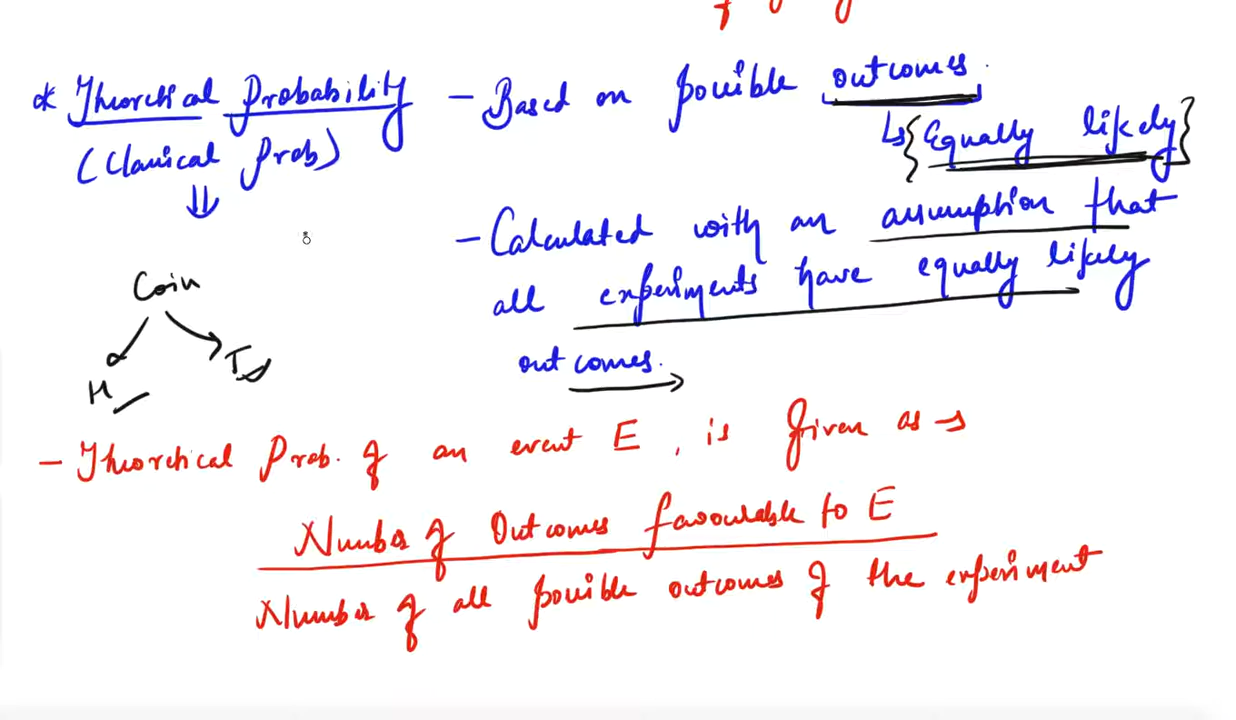 * Theoretical Probability - Based on possible outcomes.
(Classical Prob)
↳ {Equally likely}
- Calculated with an assumption that
all experiments have equally likely
outcomes.
Coin
H T
- Theoretical Prob. of an event E, is given as →
Number of Outcomes favourable to E
Number of all possible outcomes of the experiment